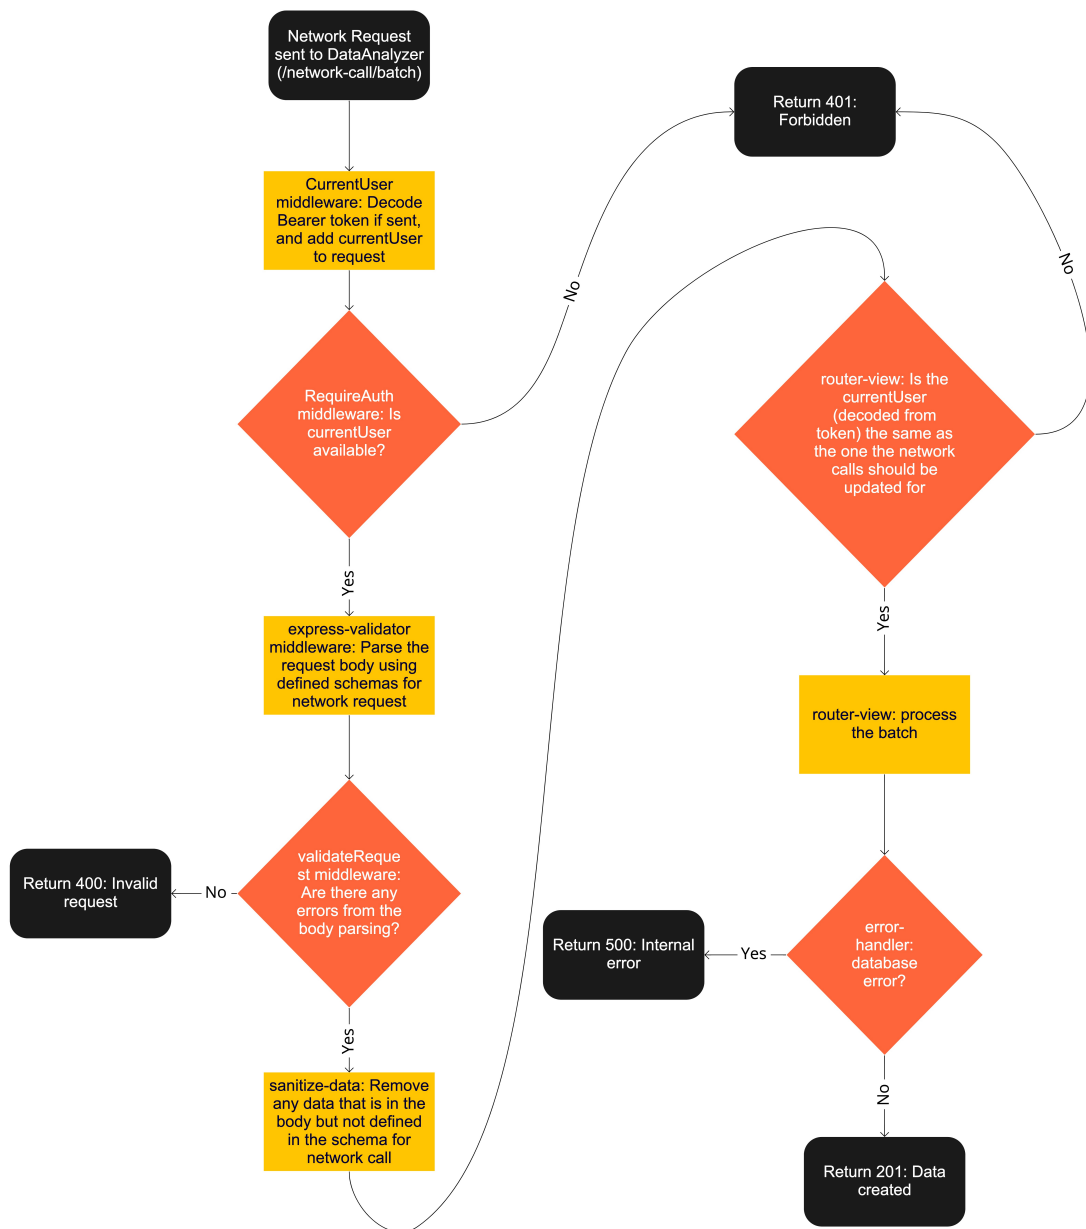 Network Request
sent to DataAnalyzer
(/network-call/batch)
CurrentUser
middleware: Decode
Bearer token if sent,
and add currentUser
to request
RequireAuth
middleware: Is
currentUser
available?
No
Return 401:
Forbidden
Yes
express-validator
middleware: Parse the
request body using
defined schemas for
network request
validateReque
st middleware:
Are there any
errors from the
body parsing?
No
Return 400: Invalid
request
Yes
sanitize-data: Remove
any data that is in the
body but not defined
in the schema for
network call
router-view: Is the
currentUser
(decoded from
token) the same as
the one the network
calls should be
updated for
No
Yes
router-view: process
the batch
error-
handler:
database
error?
Yes
Return 500: Internal
error
No
Return 201: Data
created